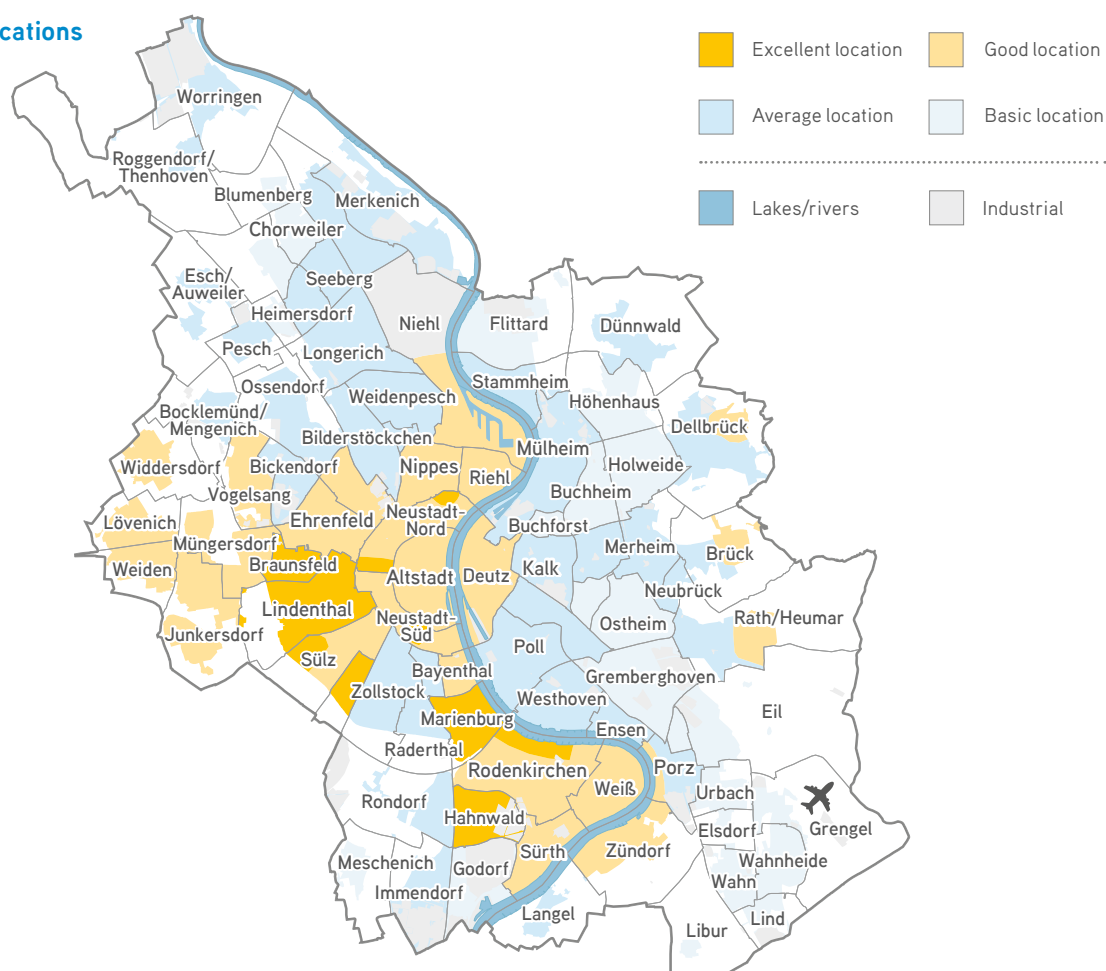 cations
Excellent location
Good location
Average location
Basic location
Lakes/rivers
Industrial
Worringen
Roggendorf/
Thenhoven
Blumenberg
Merkenich
Chorweiler
Esch/
Auweiler
Seeberg
Heimersdorf
Niehl
Flittard
Dünnwald
Pesch
Longerich
Ossendorf
Weidenpesch
Stammheim
Höhenhaus
Bocklemünd/
Mengenich
Bilderstöckchen
Mülheim
Dellbrück
Widdersdorf
Bickendorf
Nippes
Riehl
Holweide
Vogelsang
Buchheim
Lövenich
Ehrenfeld
Neustadt-
Nord
Buchforst
Müngersdorf
Merheim
Brück
Weiden
Braunsfeld
Altstadt
Deutz
Kalk
Neubrück
Lindenthal
Neustadt-
Süd
Ostheim
Rath/Heumar
Junkersdorf
Sülz
Bayenthal
Poll
Gremberghoven
Zollstock
Westhoven
Eil
Marienburg
Ensen
Raderthal
Rodenkirchen
Porz
Weiß
Urbach
Rondorf
Hahnwald
Elsdorf
Grengel
Meschenich
Godorf
Sürth
Zündorf
Wahnheide
Wahn
Immendorf
Langel
Lind
Libur